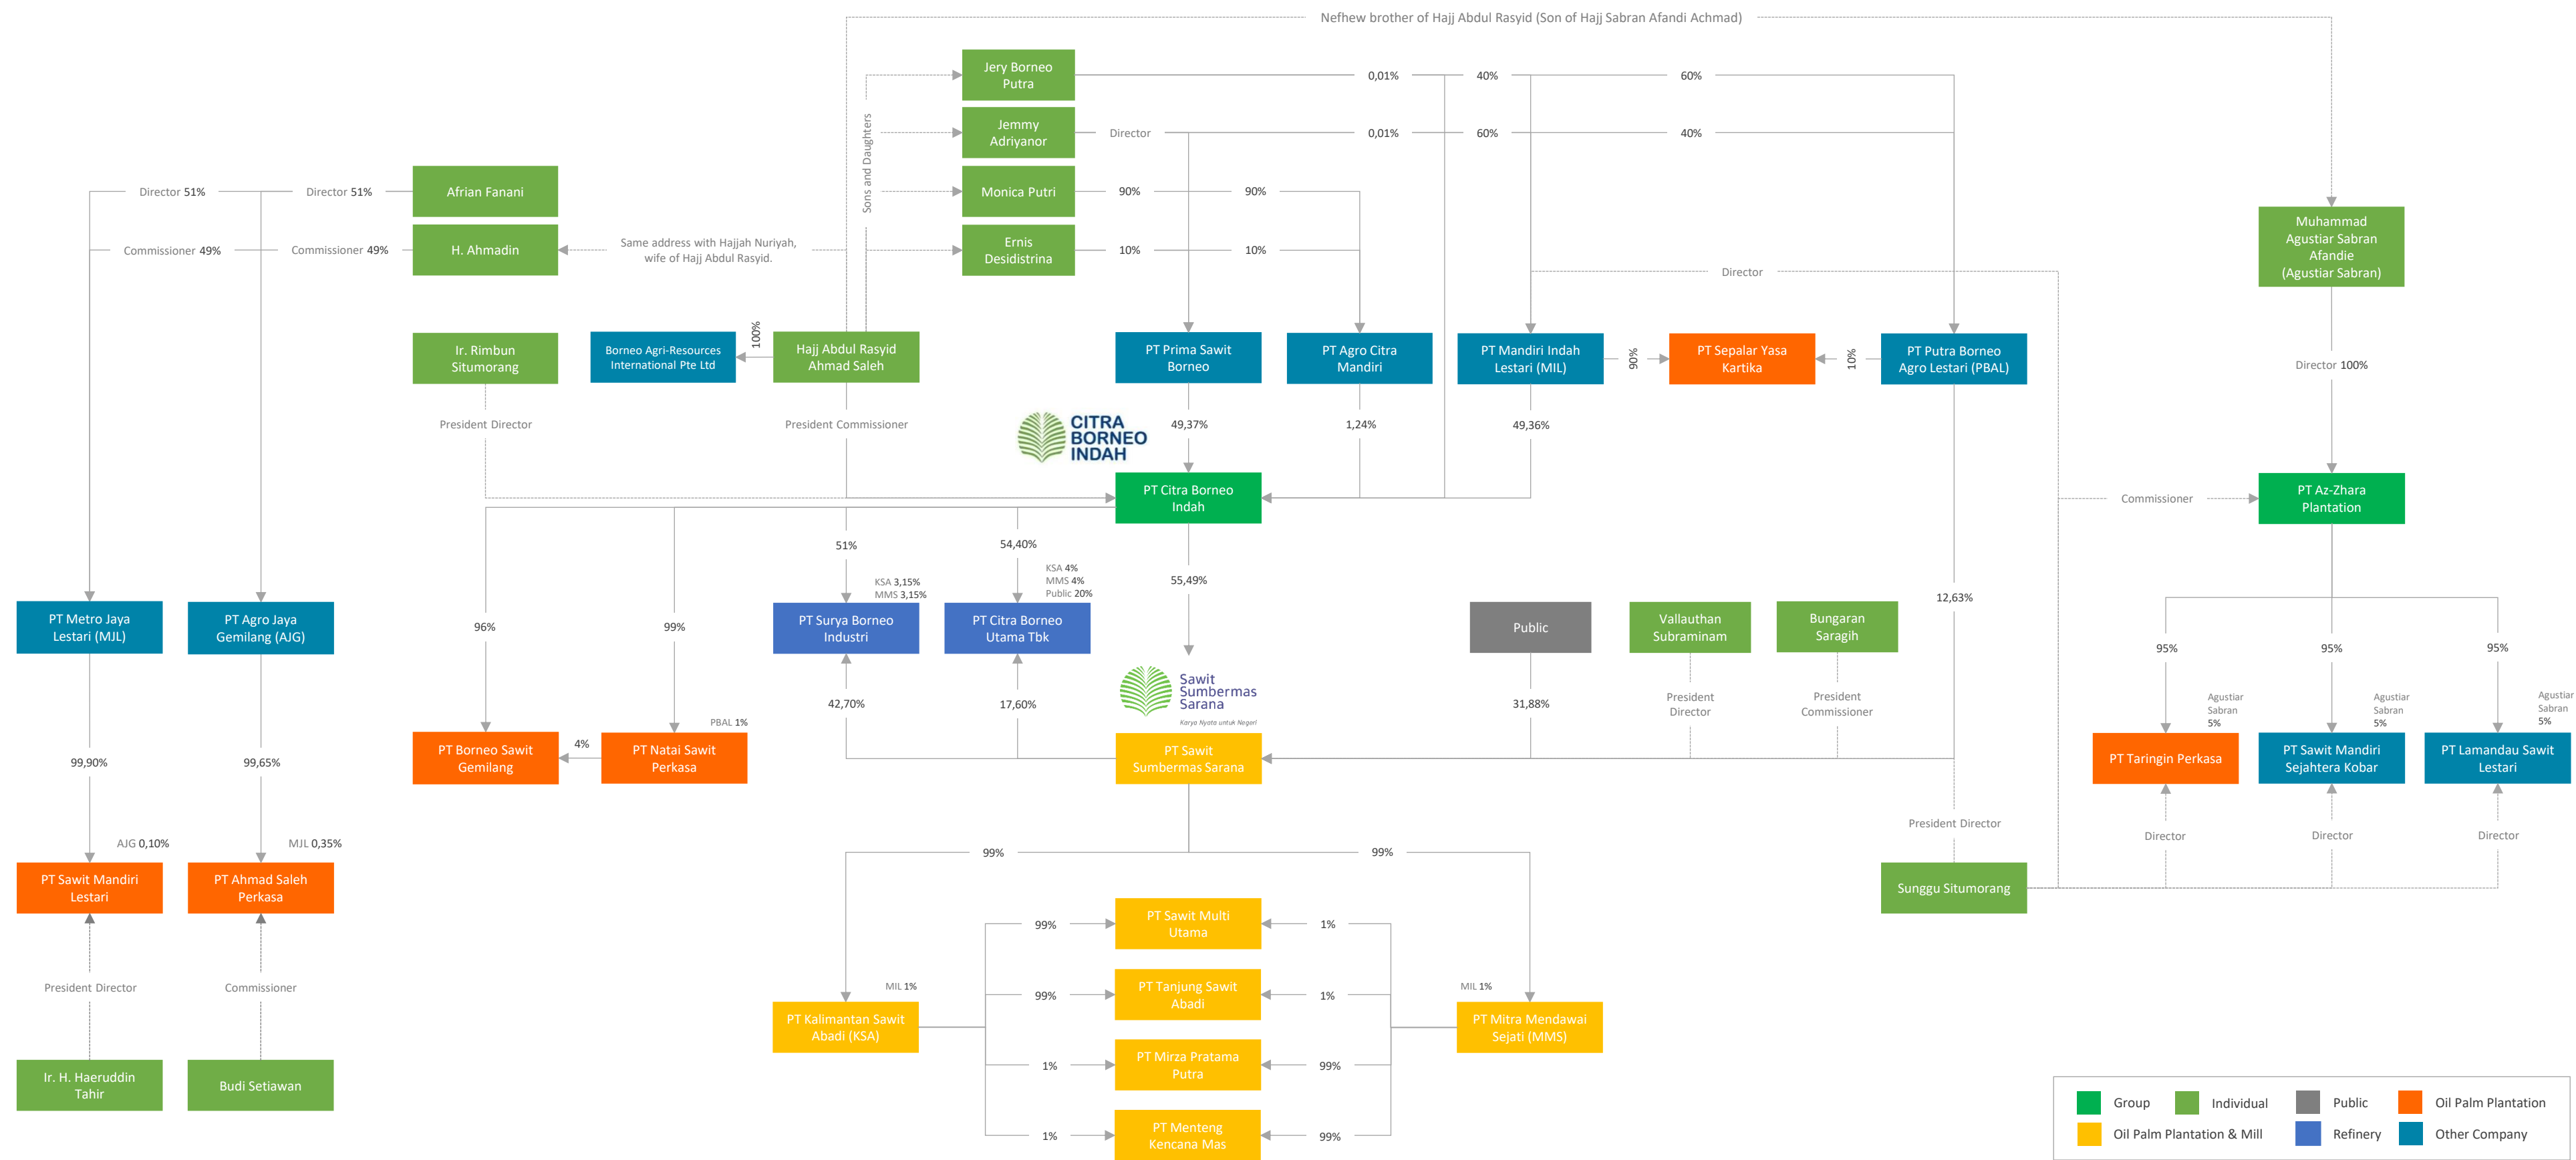 Nefhew brother of Hajj Abdul Rasyid (Son of Hajj Sabran Afandi Achmad)
Jery Borneo
Putra
0,01%
40%
60%
Sons and Daughters
Jemmy
Adriyanor
Director
0,01%
60%
40%
Director 51%
Director 51%
Afrian Fanani
Monica Putri
90%
90%
Commissioner 49%
Commissioner 49%
H. Ahmadin
Same address with Hajjah Nuriyah,
wife of Hajj Abdul Rasyid.
Ernis
Desidistrina
10%
10%
Director
Muhammad
Agustiar Sabran
Afandie
(Agustiar Sabran)
Ir. Rimbun
Situmorang
Borneo Agri-Resources
International Pte Ltd
100%
Hajj Abdul Rasyid
Ahmad Saleh
PT Prima Sawit
Borneo
PT Agro Citra
Mandiri
PT Mandiri Indah
Lestari (MIL)
90%
PT Sepalar Yasa
Kartika
10%
PT Putra Borneo
Agro Lestari (PBAL)
Director 100%
President Director
President Commissioner
CITRA
BORNEO
INDAH
49,37%
1,24%
49,36%
PT Citra Borneo
Indah
Commissioner
PT Az-Zhara
Plantation
51%
54,40%
KSA 3,15%
MMS 3,15%
KSA 4%
MMS 4%
Public 20%
55,49%
12,63%
PT Metro Jaya
Lestari (MJL)
PT Agro Jaya
Gemilang (AJG)
96%
99%
PT Surya Borneo
Industri
PT Citra Borneo
Utama Tbk
Public
Vallauthan
Subraminam
Bungaran
Saragih
95%
95%
95%
42,70%
17,60%
Sawit
Sumbermas
Sarana
Karya Nyata untuk Negeri
31,88%
President
Director
President
Commissioner
Agustiar
Sabran
5%
Agustiar
Sabran
5%
Agustiar
Sabran
5%
PBAL 1%
99,90%
99,65%
PT Borneo Sawit
Gemilang
4%
PT Natai Sawit
Perkasa
PT Sawit
Sumbermas Sarana
PT Taringin Perkasa
PT Sawit Mandiri
Sejahtera Kobar
PT Lamandau Sawit
Lestari
AJG 0,10%
MJL 0,35%
99%
99%
President Director
Director
Director
Director
PT Sawit Mandiri
Lestari
PT Ahmad Saleh
Perkasa
Sunggu Situmorang
99%
PT Sawit Multi
Utama
1%
President Director
Commissioner
MIL 1%
99%
PT Tanjung Sawit
Abadi
1%
MIL 1%
PT Kalimantan Sawit
Abadi (KSA)
PT Mitra Mendawai
Sejati (MMS)
1%
PT Mirza Pratama
Putra
99%
Ir. H. Haeruddin
Tahir
Budi Setiawan
1%
PT Menteng
Kencana Mas
99%
Group
Individual
Public
Oil Palm Plantation
Oil Palm Plantation & Mill
Refinery
Other Company